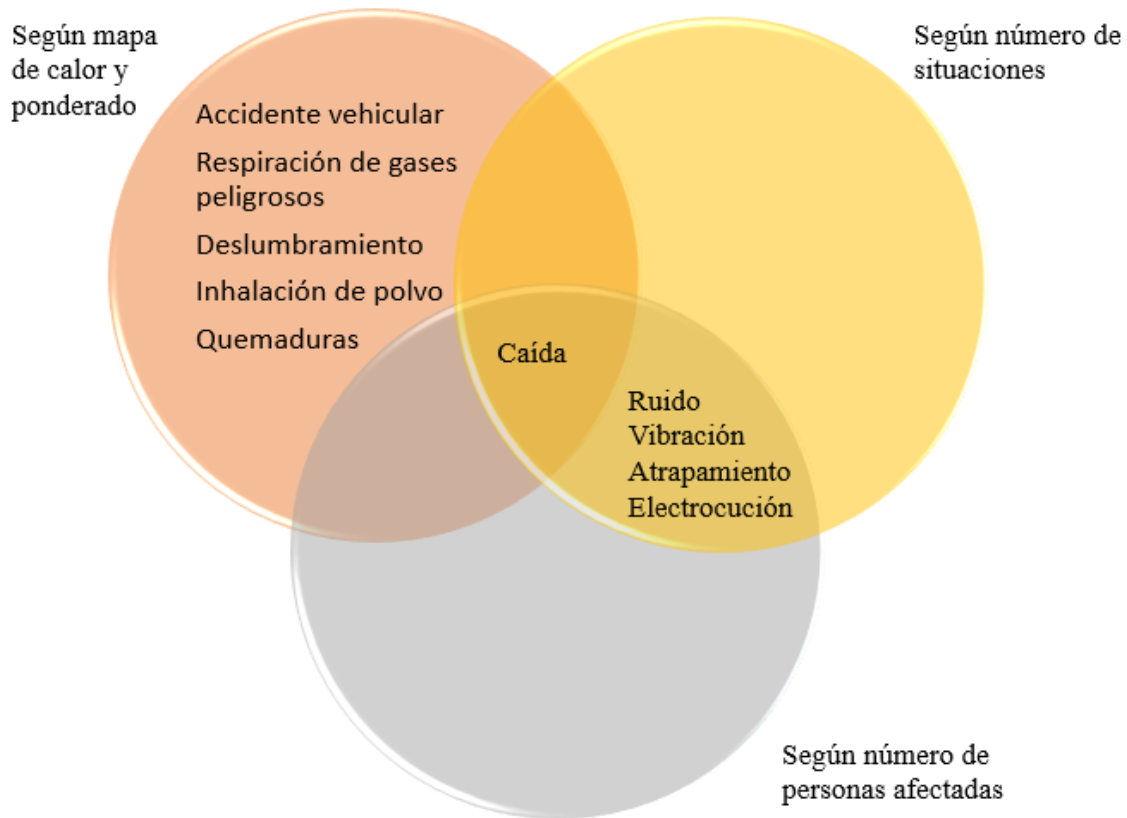 Según mapa
de calor y
ponderado
Según número de
situaciones
Accidente vehicular
Respiración de gases
peligrosos
Deslumbramiento
Inhalación de polvo
Quemaduras
Caída
Ruido
Vibración
Atrapamiento
Electrocución
Según número de
personas afectadas